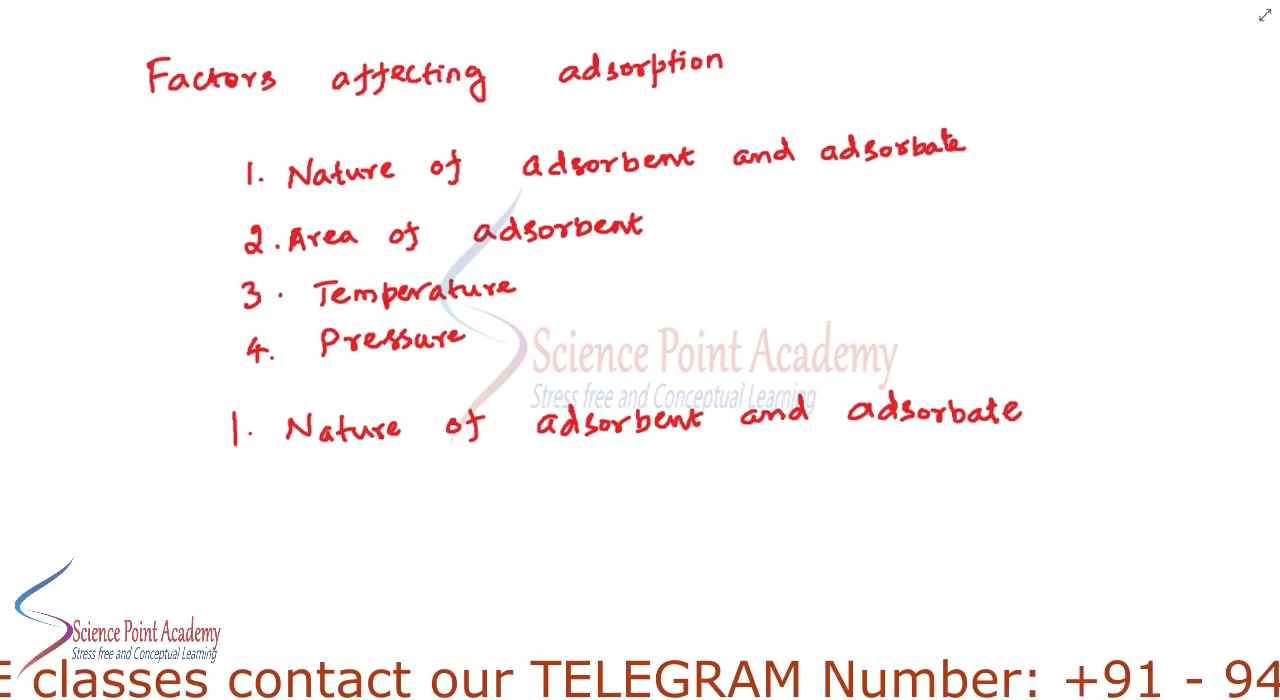 Factors affecting adsorption
1. Nature of adsorbent and adsorbate
2. Area of adsorbent
3. Temperature
4. Pressure
Science Point Academy
Stress free and Conceptual Learning
1. Nature of adsorbent and adsorbate
Science Point Academy
Stress free and Conceptual Learning
E classes contact our TELEGRAM Number: +91 - 94